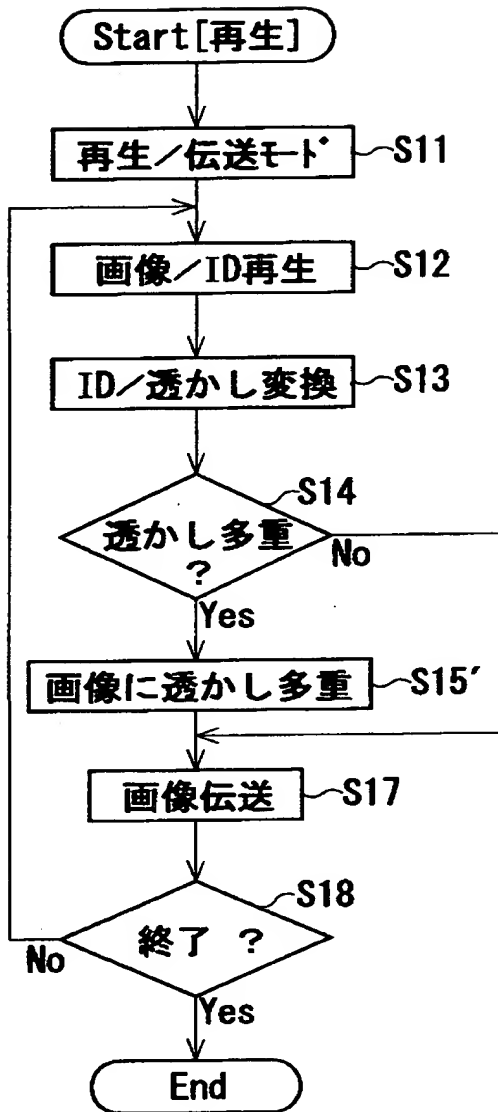 Start[再生]
再生/伝送ﾓｰﾄﾞ
S11
画像/ID再生
S12
ID/透かし変換
S13
S14
透かし多重
?
No
Yes
画像に透かし多重
S15′
画像伝送
S17
S18
終了 ?
No
Yes
End